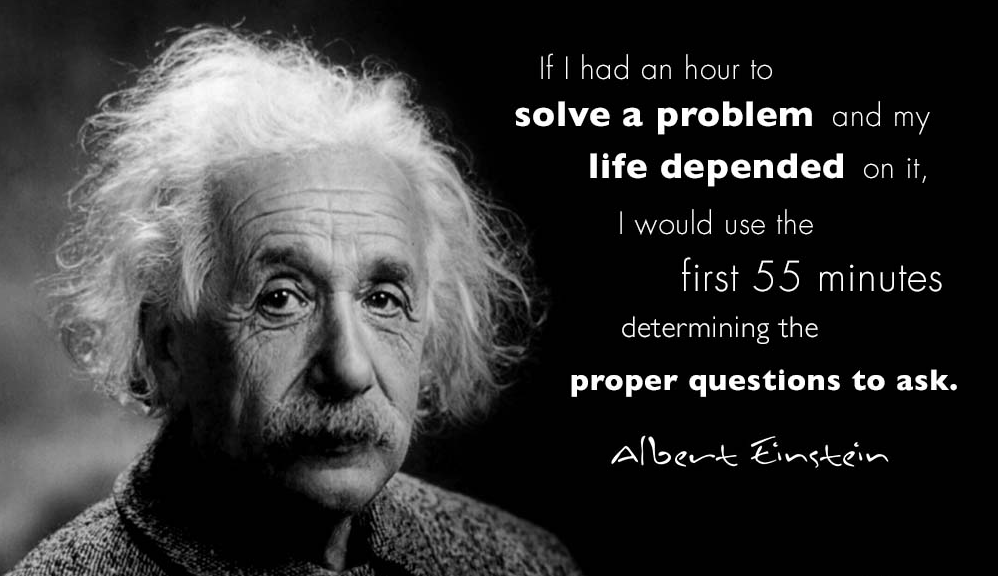 If I had an hour to
solve a problem and my
life depended on it,
I would use the
first 55 minutes
determining the
proper questions to ask.
Albert Einstein